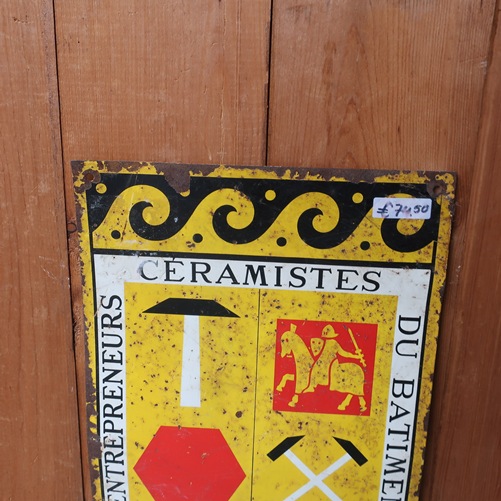 € 74,50
CÉRAMISTES
ENTREPRENEURS
DU BATIME